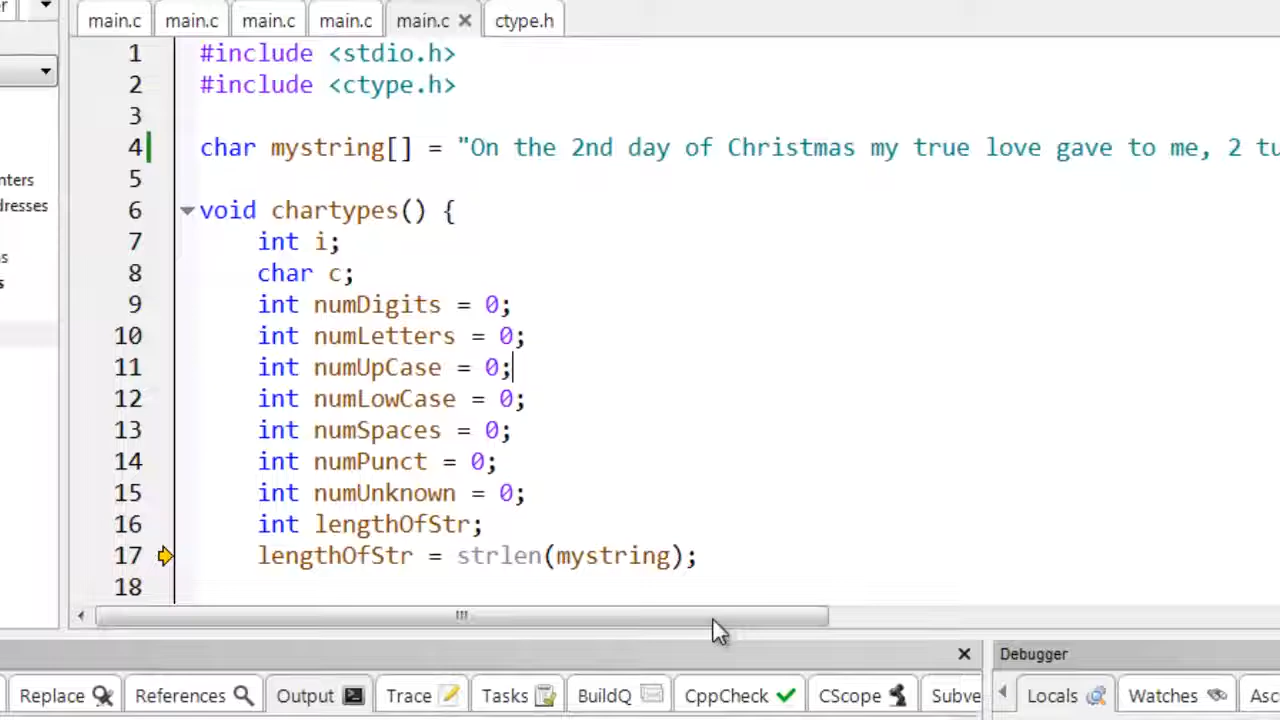 er
main.c main.c main.c main.c main.c ctype.h
1 #include <stdio.h>
2 #include <ctype.h>
3
4 char mystring[] = "On the 2nd day of Christmas my true love gave to me, 2 tu
5
nters
6 void chartypes() {
resses
7 int i;
s
8 char c;
s
9 int numDigits = 0;
10 int numLetters = 0;
11 int numUpCase = 0;
12 int numLowCase = 0;
13 int numSpaces = 0;
14 int numPunct = 0;
15 int numUnknown = 0;
16 int lengthOfStr;
17 lengthOfStr = strlen(mystring);
18
Debugger
Replace References Output Trace Tasks BuildQ CppCheck CScope Subve Locals Watches Asc